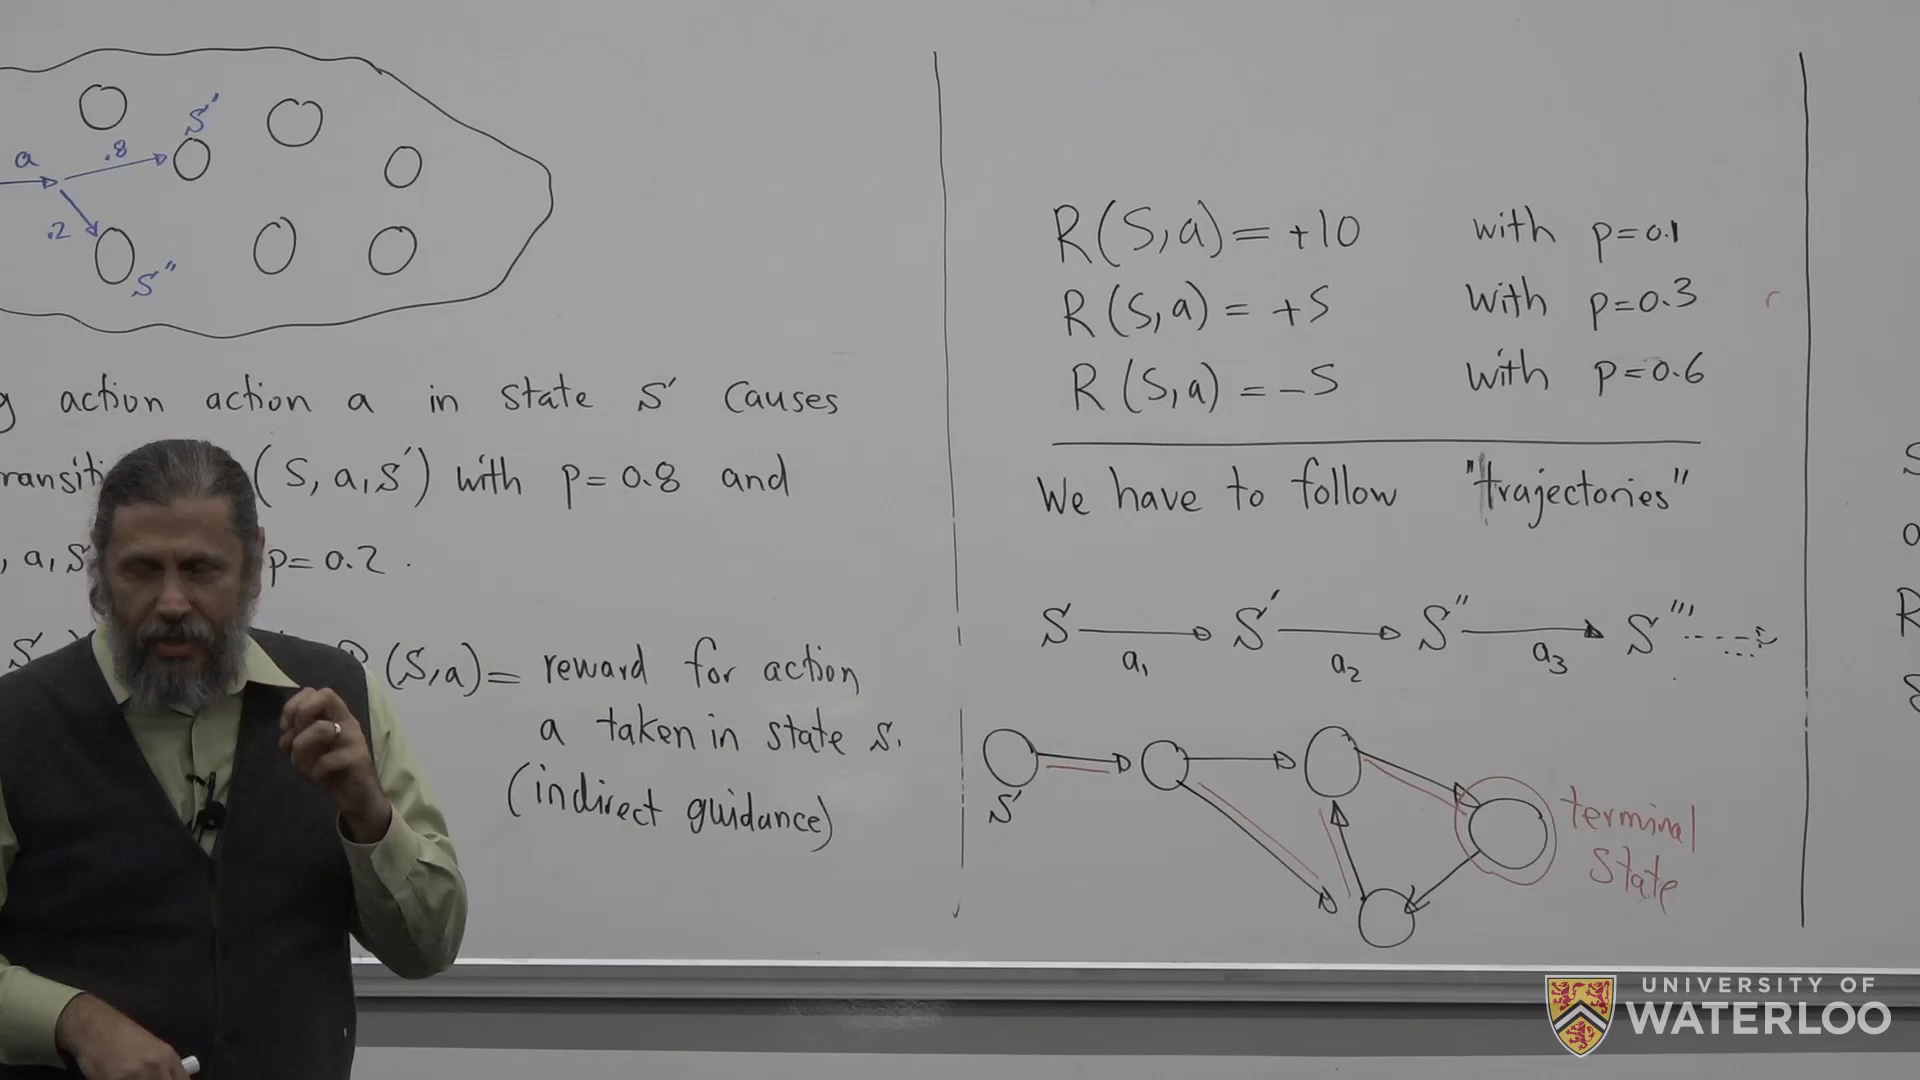 S'
a .8
.2
S"
action action a in state S causes
(S, a, S') with p=0.8 and
, a, S p=0.2.
S
(S,a) = reward for action
a taken in state s.
(indirect guidance)
R(S,a) = +10 with p=0.1
R(S,a) = +5 with p=0.3
R(S,a) = -5 with p=0.6
We have to follow "trajectories"
S S' S" S'''
a1 a2 a3
S
terminal
state
UNIVERSITY OF
WATERLOO